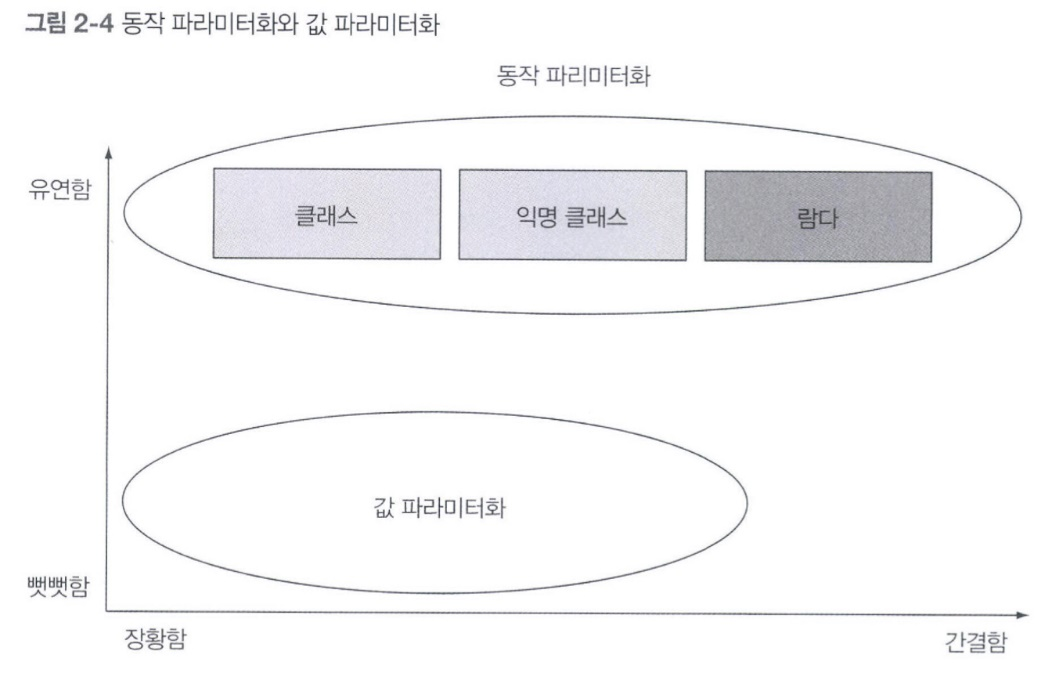 그림 2-4 동작 파라미터화와 값 파라미터화
동작 파리미터화
유연함
클래스
익명 클래스
람다
값 파라미터화
뻣뻣함
장황함
간결함